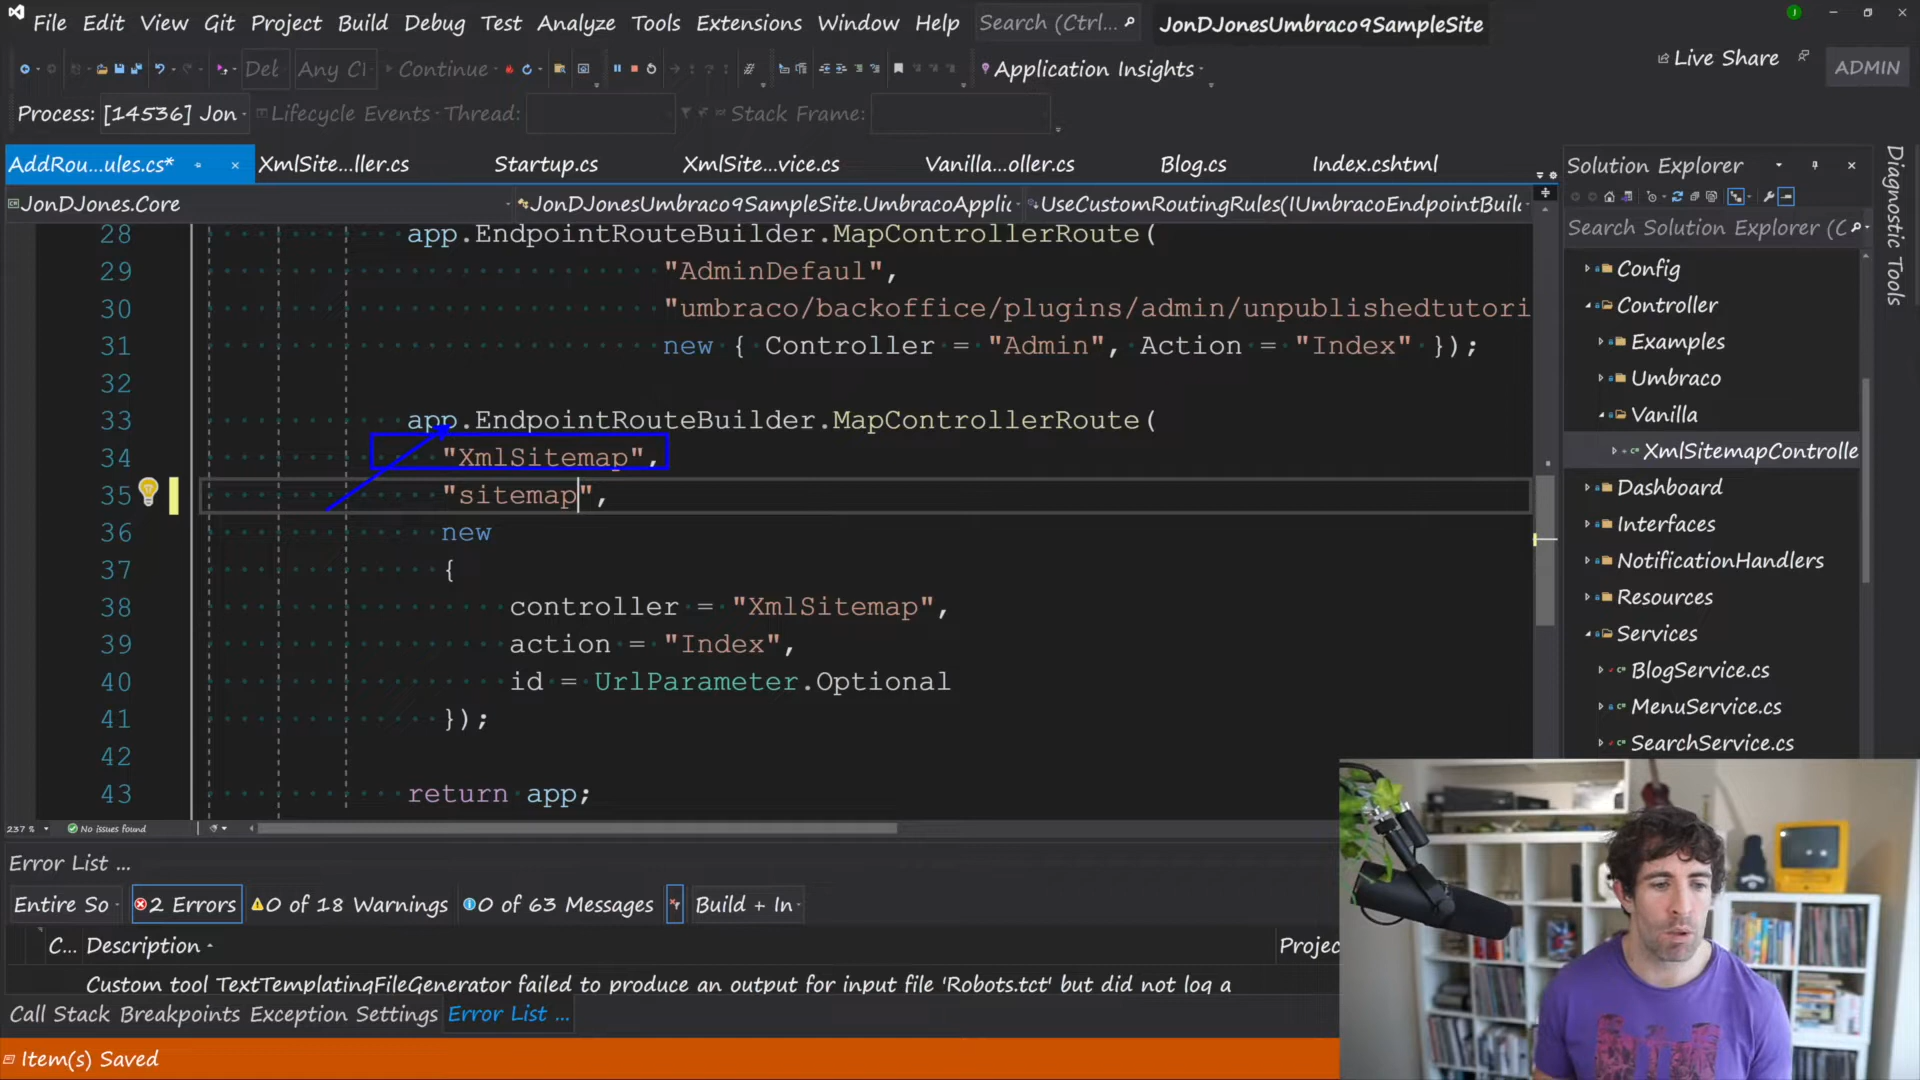 File Edit View Git Project Build Debug Test Analyze Tools Extensions Window Help Search (Ctrl... JonDJonesUmbraco9SampleSite
Live Share
ADMIN
Det Any CI Continue Application Insights
Process: [14536] Jon Lifecycle Events Thread: Stack Frame:
AddRou...ules.cs* XmlSite...ller.cs Startup.cs XmlSite...vice.cs Vanilla...oller.cs Blog.cs Index.cshtml
JonDJones.Core JonDJonesUmbraco9SampleSite.UmbracoApplic UseCustomRoutingRules(IUmbracoEndpointBuil
28 app.EndpointRouteBuilder.MapControllerRoute(
29 "AdminDefaul",
30 "umbraco/backoffice/plugins/admin/unpublishedtutori
31 new { Controller = "Admin", Action = "Index" });
32
33 app.EndpointRouteBuilder.MapControllerRoute(
34 "XmlSitemap",
35 "sitemap",
36 new
37 {
38 controller = "XmlSitemap",
39 action = "Index",
40 id = UrlParameter.Optional
41 });
42
43 return app;
237 % No issues found
Solution Explorer
Search Solution Explorer (C
Config
Controller
Examples
Umbraco
Vanilla
XmlSitemapControlle
Dashboard
Interfaces
NotificationHandlers
Resources
Services
BlogService.cs
MenuService.cs
SearchService.cs
Diagnostic Tools
Error List ...
Entire So 2 Errors 0 of 18 Warnings 0 of 63 Messages Build + In
C... Description Projec
Custom tool TextTemplatingFileGenerator failed to produce an output for input file 'Robots.tct' but did not log a
Call Stack Breakpoints Exception Settings Error List ...
Item(s) Saved